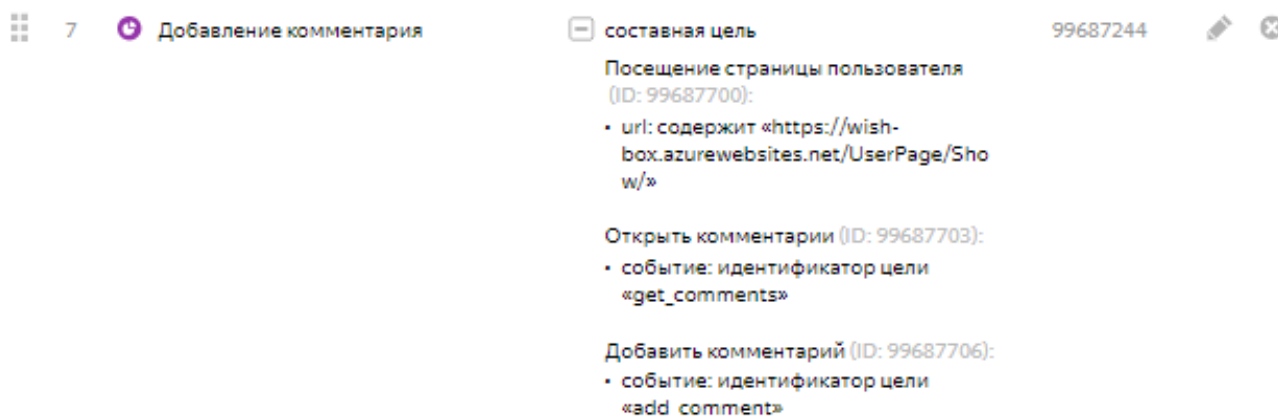 7 Добавление комментария составная цель 99687244
Посещение страницы пользователя
(ID: 99687700):
• url: содержит «https://wish-
box.azurewebsites.net/UserPage/Sho
w/»
Открыть комментарии (ID: 99687703):
• событие: идентификатор цели
«get_comments»
Добавить комментарий (ID: 99687706):
• событие: идентификатор цели
«add_comment»